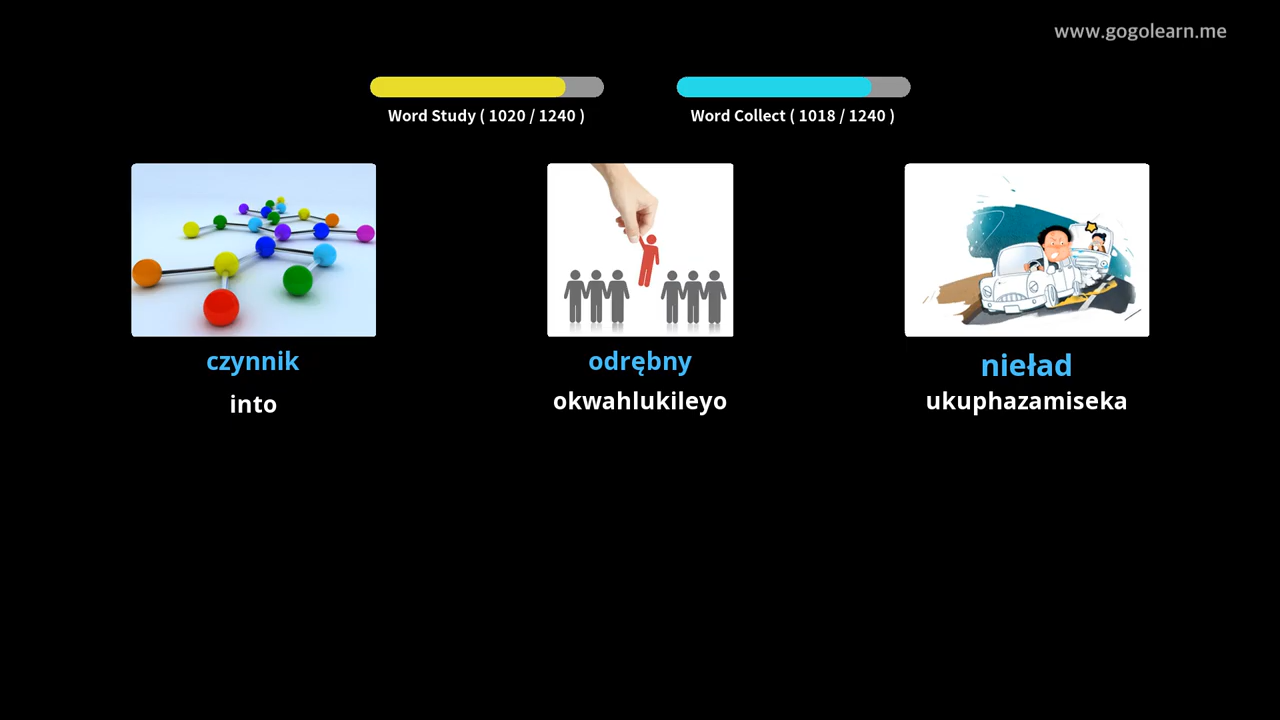 www.gogolearn.me
Word Study ( 1020 / 1240 )
Word Collect ( 1018 / 1240 )
czynnik
into
odrębny
okwahlukileyo
nieład
ukuphazamiseka